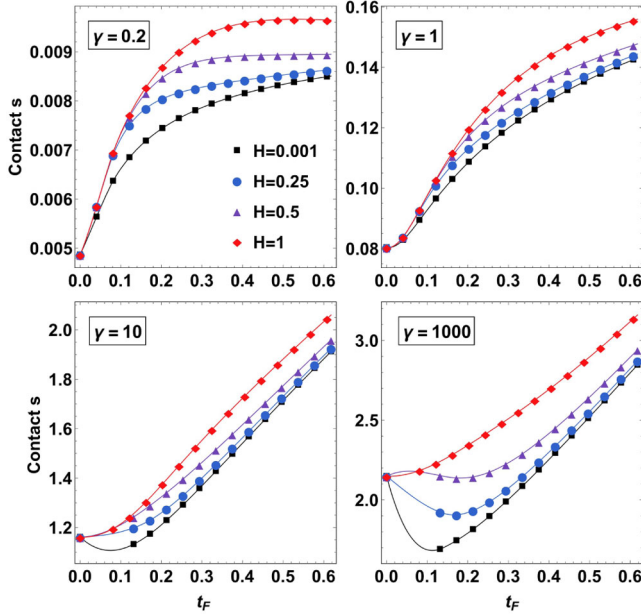 γ = 0.2
γ = 1
0.009
0.008
0.007
0.006
0.005
Contact s
H=0.001
H=0.25
H=0.5
H=1
0.0 0.1 0.2 0.3 0.4 0.5 0.6
0.16
0.14
0.12
0.10
0.08
0.0 0.1 0.2 0.3 0.4 0.5 0.6
γ = 10
γ = 1000
2.0
1.8
1.6
1.4
1.2
Contact s
0.0 0.1 0.2 0.3 0.4 0.5 0.6
t_F
3.0
2.5
2.0
0.0 0.1 0.2 0.3 0.4 0.5 0.6
t_F